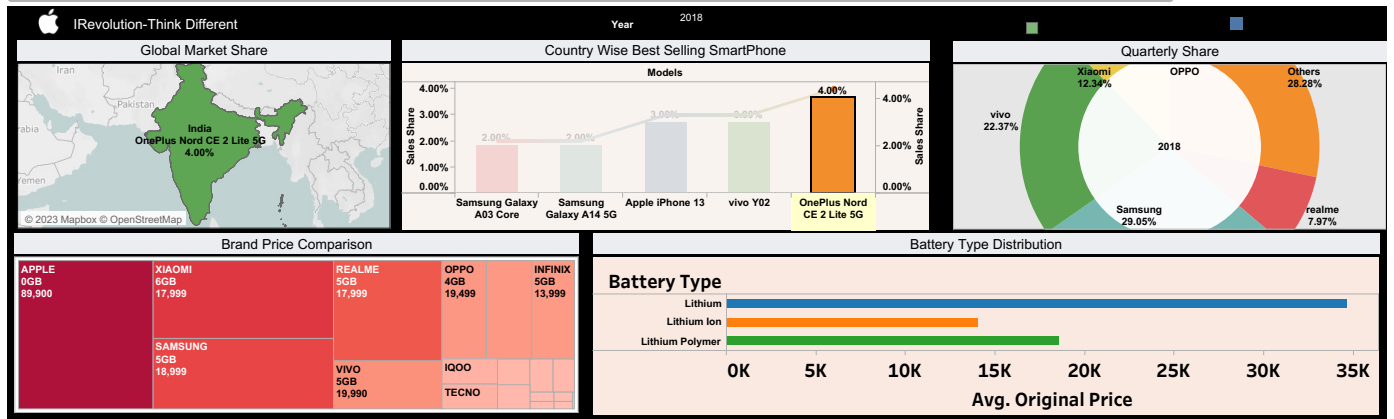 IRevolution-Think Different
Year
2018
Global Market Share
Iran
Pakistan
rabia
Yemen
India
OnePlus Nord CE 2 Lite 5G
4.00%
© 2023 Mapbox © OpenStreetMap
Country Wise Best Selling SmartPhone
Models
Sales Share
4.00%
3.00%
2.00%
1.00%
0.00%
2.00%
2.00%
3.00%
3.00%
4.00%
4.00%
2.00%
0.00%
Sales Share
Samsung Galaxy
A03 Core
Samsung
Galaxy A14 5G
Apple iPhone 13
vivo Y02
OnePlus Nord
CE 2 Lite 5G
Quarterly Share
Xiaomi
12.34%
OPPO
Others
28.28%
vivo
22.37%
2018
Samsung
29.05%
realme
7.97%
Brand Price Comparison
APPLE
0GB
89,900
XIAOMI
6GB
17,999
SAMSUNG
5GB
18,999
REALME
5GB
17,999
VIVO
5GB
19,990
OPPO
4GB
19,499
INFINIX
5GB
13,999
IQOO
TECNO
Battery Type Distribution
Battery Type
Lithium
Lithium Ion
Lithium Polymer
0K
5K
10K
15K
20K
25K
30K
35K
Avg. Original Price